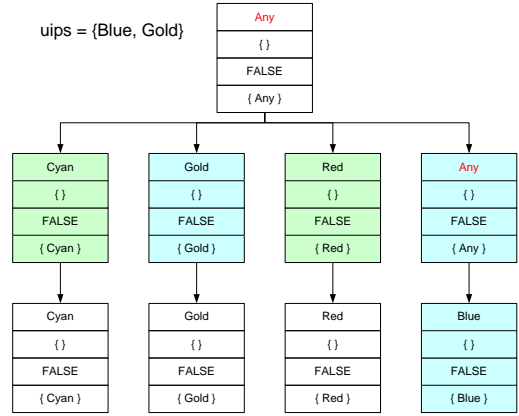 uips = {Blue, Gold}
Any
{ }
FALSE
{ Any }
Cyan
{ }
FALSE
{ Cyan }
Gold
{ }
FALSE
{ Gold }
Red
{ }
FALSE
{ Red }
Any
{ }
FALSE
{ Any }
Cyan
{ }
FALSE
{ Cyan }
Gold
{ }
FALSE
{ Gold }
Red
{ }
FALSE
{ Red }
Blue
{ }
FALSE
{ Blue }